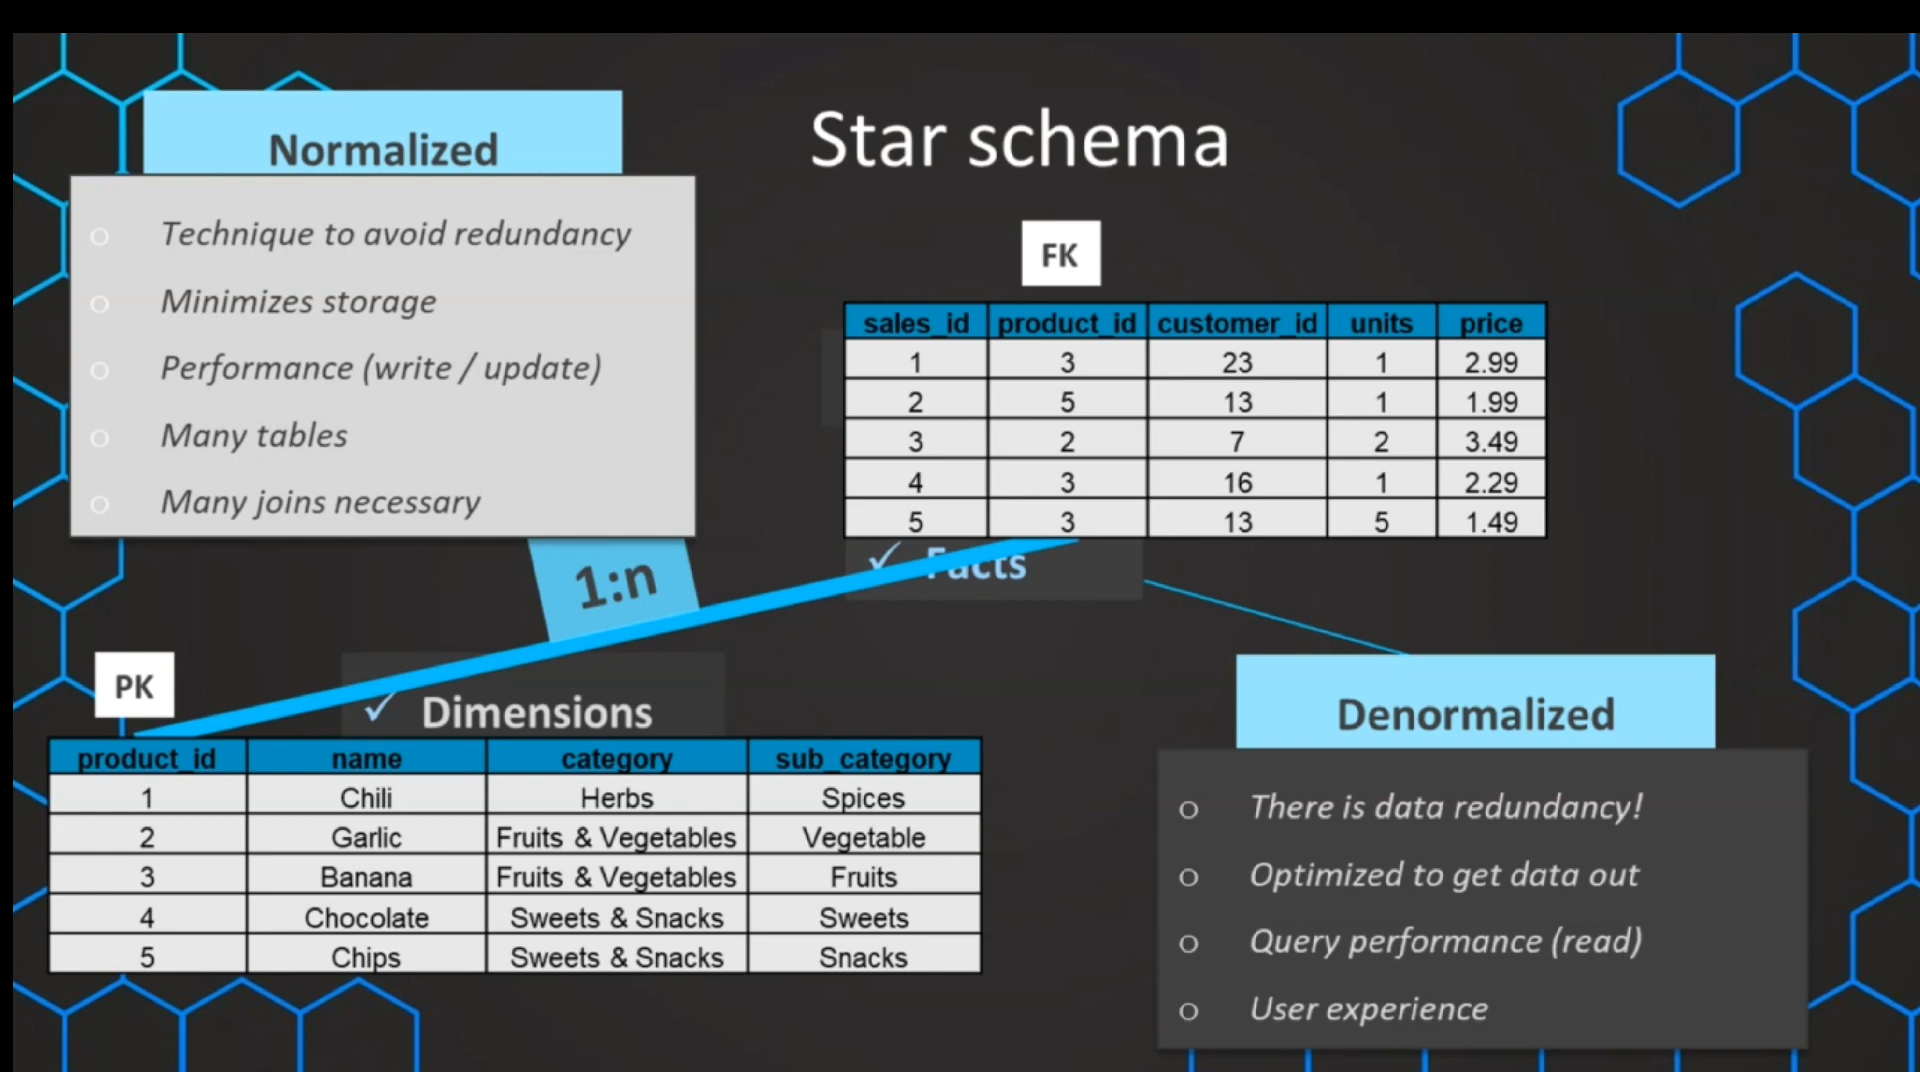 Star schema
Normalized
o Technique to avoid redundancy
o Minimizes storage
o Performance (write / update)
o Many tables
o Many joins necessary
FK
sales_id product_id customer_id units price
1 3 23 1 2.99
2 5 13 1 1.99
3 2 7 2 3.49
4 3 16 1 2.29
5 3 13 5 1.49
✓ Facts
1:n
PK
✓ Dimensions
product_id name category sub_category
1 Chili Herbs Spices
2 Garlic Fruits & Vegetables Vegetable
3 Banana Fruits & Vegetables Fruits
4 Chocolate Sweets & Snacks Sweets
5 Chips Sweets & Snacks Snacks
Denormalized
o There is data redundancy!
o Optimized to get data out
o Query performance (read)
o User experience